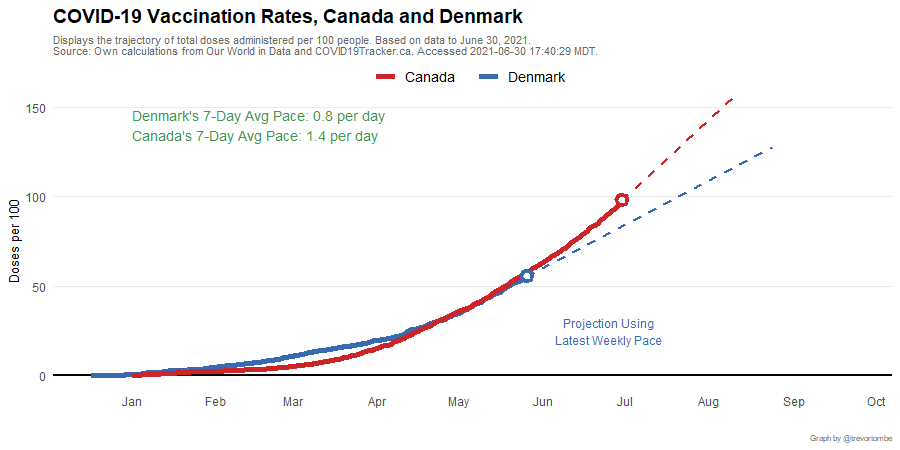 COVID-19 Vaccination Rates, Canada and Denmark
Displays the trajectory of total doses administered per 100 people. Based on data to June 30, 2021.
Source: Own calculations from Our World in Data and COVID19Tracker.ca. Accessed 2021-06-30 17:40:29 MDT.
Canada Denmark
150
Denmark's 7-Day Avg Pace: 0.8 per day
Canada's 7-Day Avg Pace: 1.4 per day
100
Doses per 100
50
Projection Using
Latest Weekly Pace
0
Jan Feb Mar Apr May Jun Jul Aug Sep Oct
Graph by @trevortombe